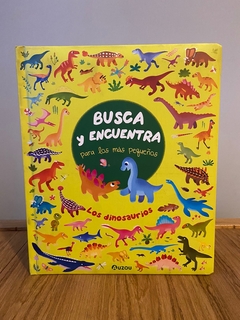 BUSCA
y ENCUENTRA
para los más pequeños
Los dinosaurios
AUZOU